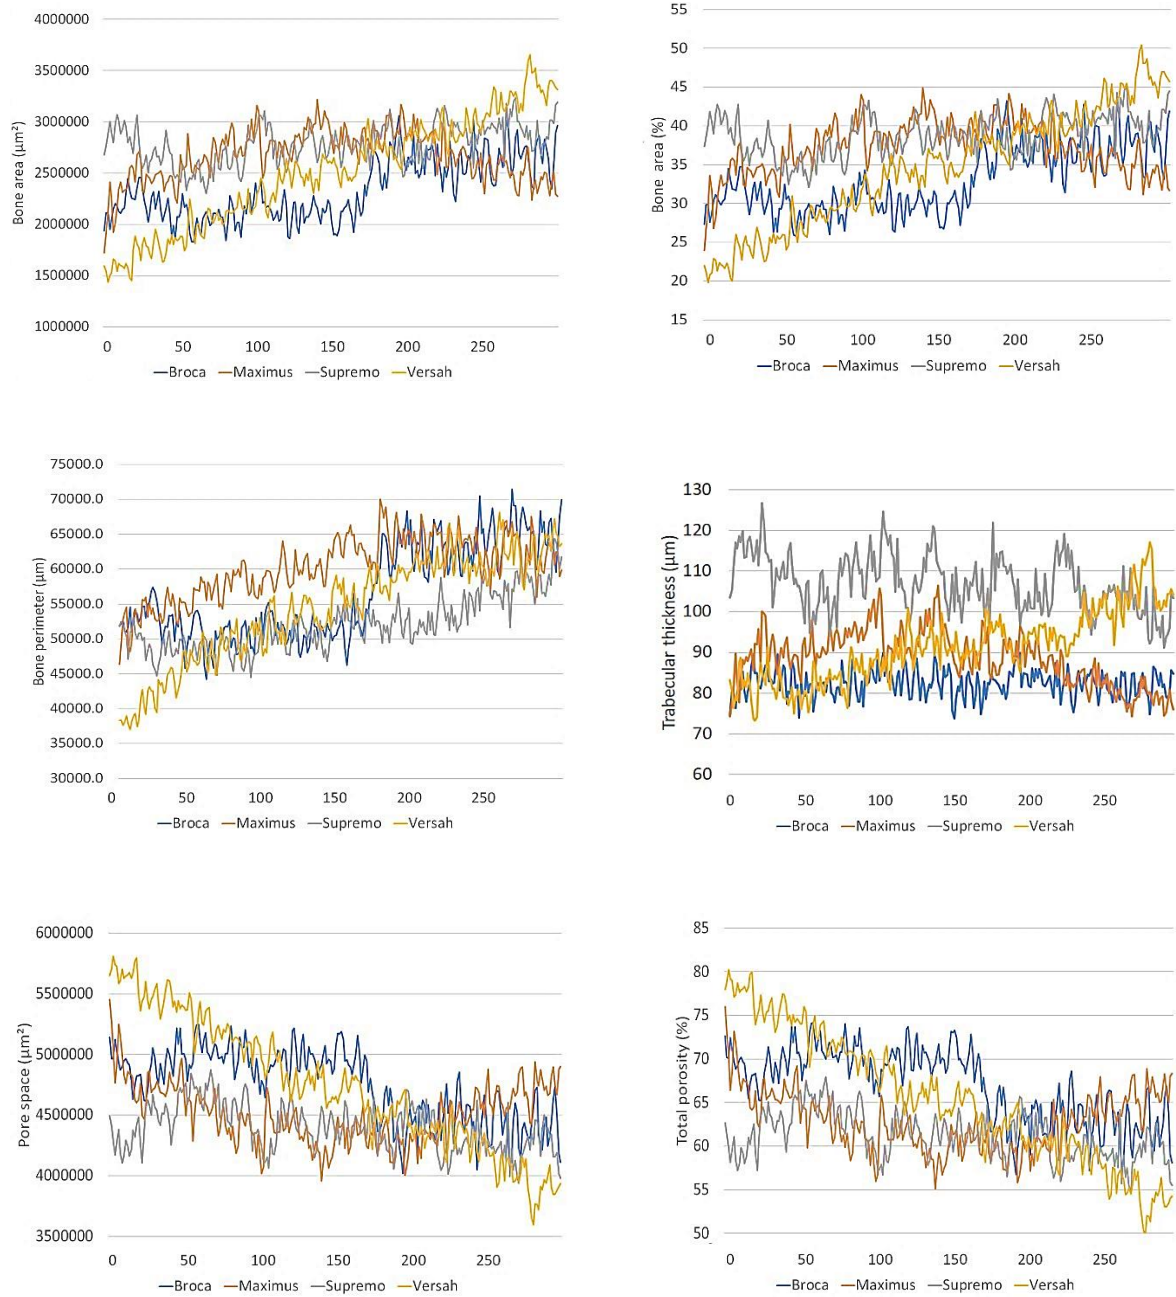 4000000
3500000
3000000
2500000
2000000
1500000
1000000
Bone area (µm²)
0 50 100 150 200 250
Broca Maximus Supremo Versah
55
50
45
40
35
30
25
20
15
Bone area (%)
0 50 100 150 200 250
Broca Maximus Supremo Versah
75000.0
70000.0
65000.0
60000.0
55000.0
50000.0
45000.0
40000.0
35000.0
30000.0
Bone perimeter (µm)
0 50 100 150 200 250
Broca Maximus Supremo Versah
130
120
110
100
90
80
70
60
Trabecular thickness (µm)
0 50 100 150 200 250
Broca Maximus Supremo Versah
6000000
5500000
5000000
4500000
4000000
3500000
Pore space (µm²)
0 50 100 150 200 250
Broca Maximus Supremo Versah
85
80
75
70
65
60
55
50
Total porosity (%)
0 50 100 150 200 250
Broca Maximus Supremo Versah